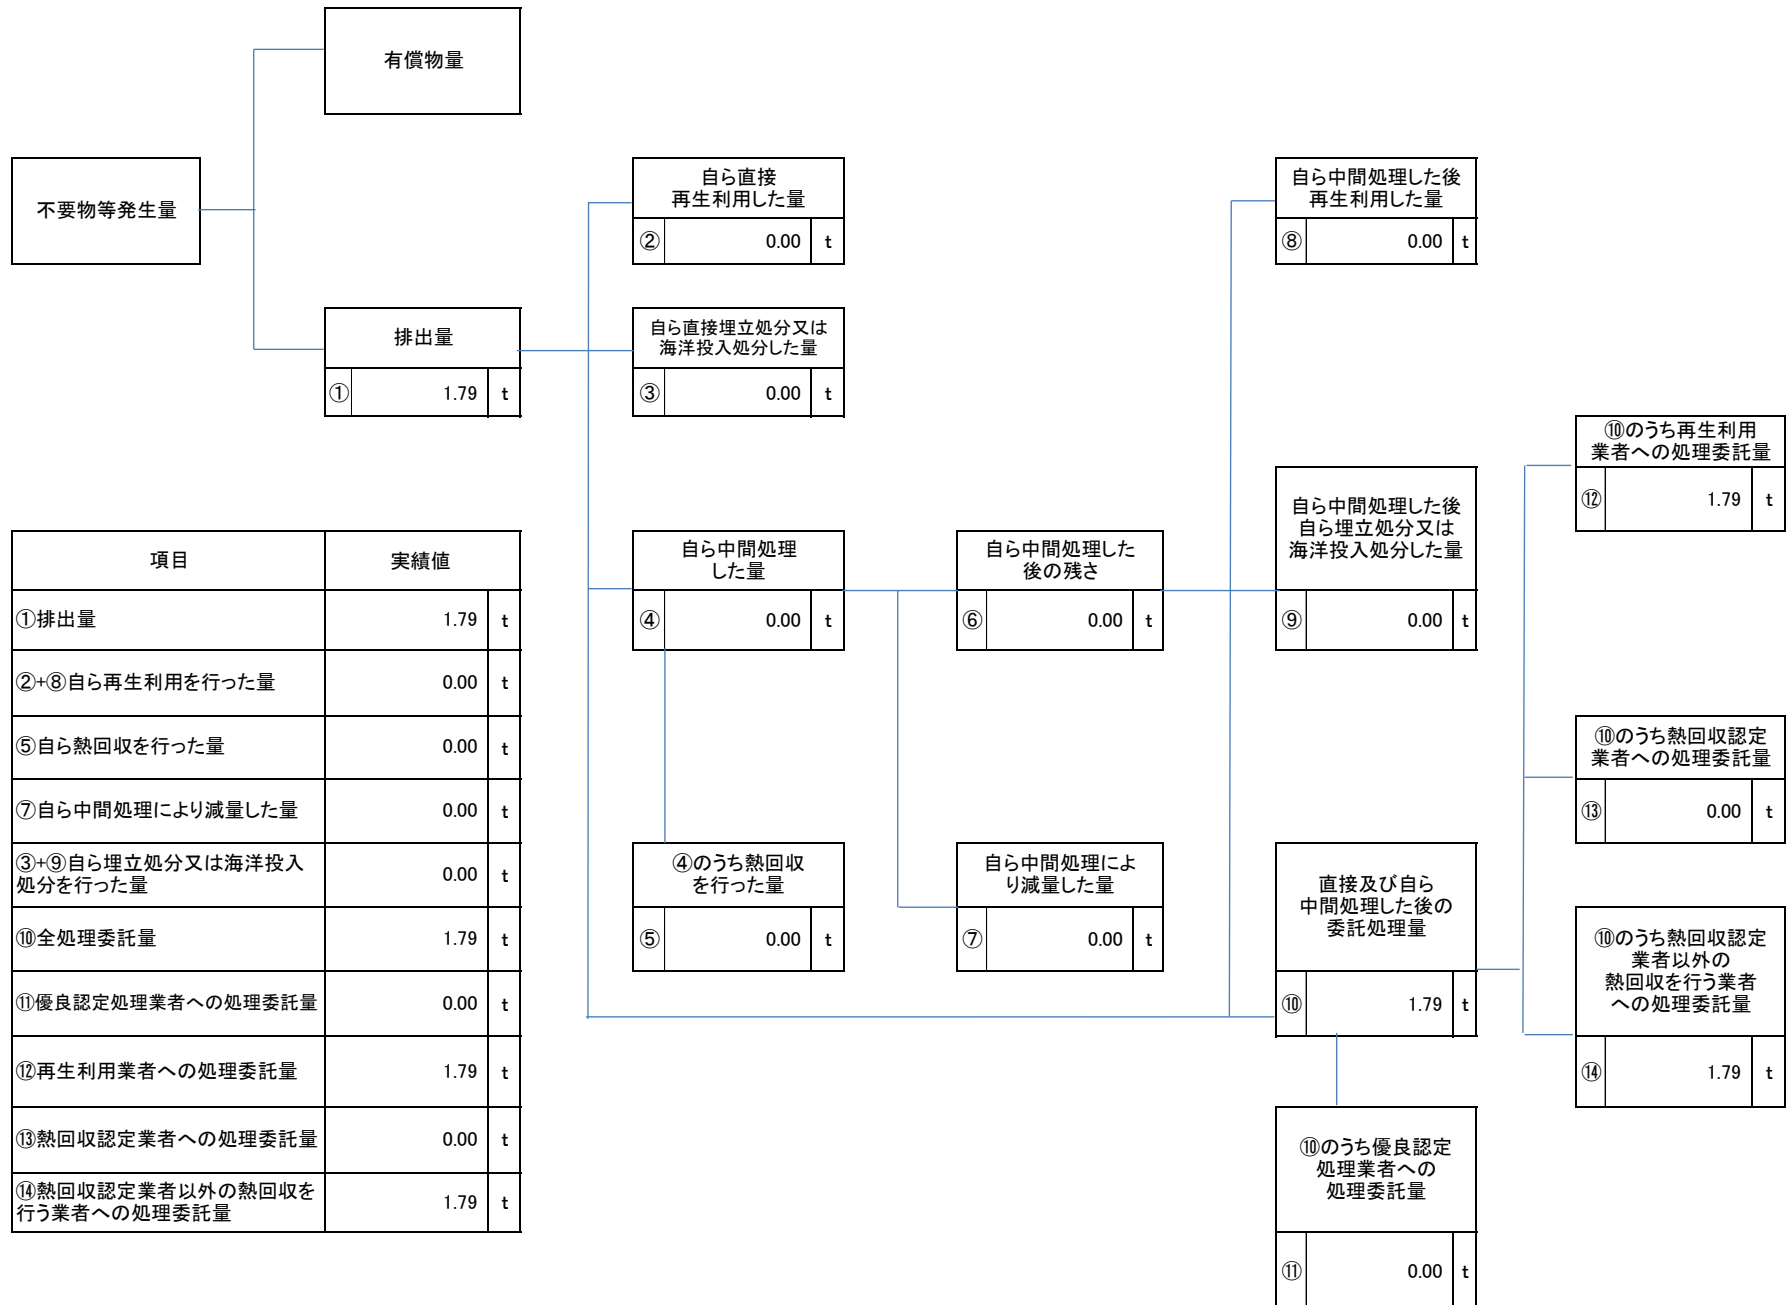 有償物量
不要物等発生量
排出量
① 1.79 t
自ら直接
再生利用した量
② 0.00 t
自ら直接埋立処分又は
海洋投入処分した量
③ 0.00 t
自ら中間処理
した量
④ 0.00 t
④のうち熱回収
を行った量
⑤ 0.00 t
自ら中間処理した
後の残さ
⑥ 0.00 t
自ら中間処理によ
り減量した量
⑦ 0.00 t
自ら中間処理した後
再生利用した量
⑧ 0.00 t
自ら中間処理した後
自ら埋立処分又は
海洋投入処分した量
⑨ 0.00 t
直接及び自ら
中間処理した後の
委託処理量
⑩ 1.79 t
⑩のうち優良認定
処理業者への
処理委託量
⑪ 0.00 t
⑩のうち再生利用
業者への処理委託量
⑫ 1.79 t
⑩のうち熱回収認定
業者への処理委託量
⑬ 0.00 t
⑩のうち熱回収認定
業者以外の
熱回収を行う業者
への処理委託量
⑭ 1.79 t
項目 実績値
①排出量 1.79 t
②+⑧自ら再生利用を行った量 0.00 t
⑤自ら熱回収を行った量 0.00 t
⑦自ら中間処理により減量した量 0.00 t
③+⑨自ら埋立処分又は海洋投入
処分を行った量 0.00 t
⑩全処理委託量 1.79 t
⑪優良認定処理業者への処理委託量 0.00 t
⑫再生利用業者への処理委託量 1.79 t
⑬熱回収認定業者への処理委託量 0.00 t
⑭熱回収認定業者以外の熱回収を
行う業者への処理委託量 1.79 t